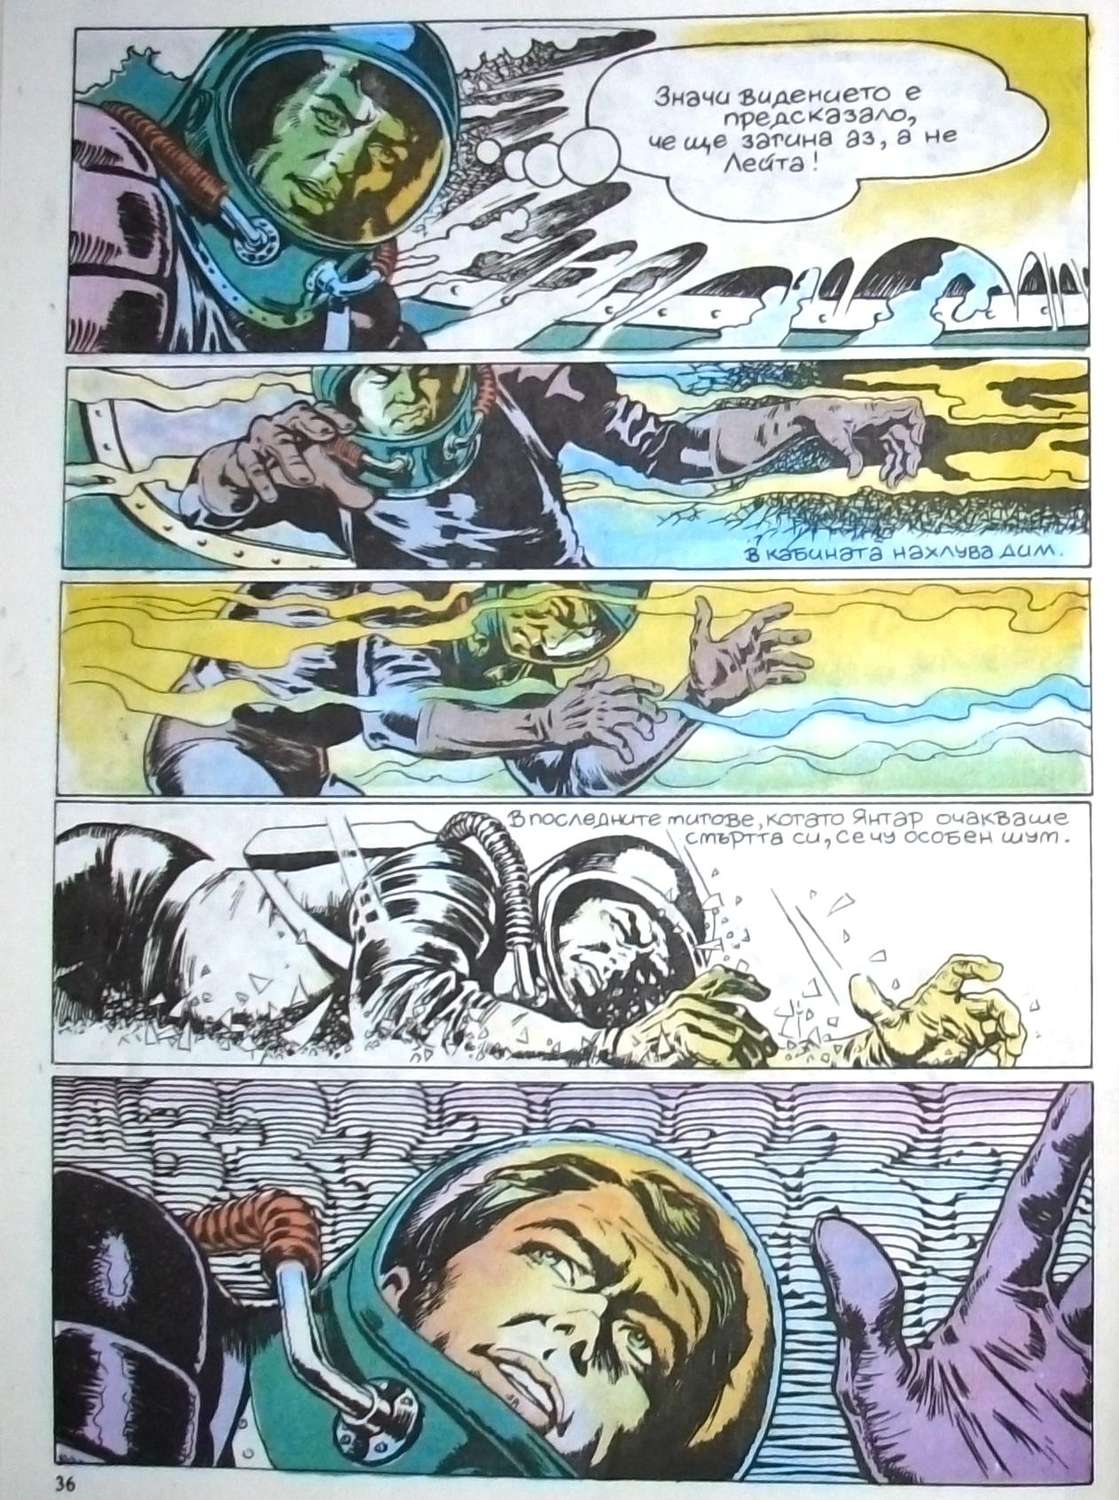 Значи видението е
предсказало,
че ще загина аз, а не
Лейта!
В кабината нахлува дим.
В последните мигове, когато Янтар очакваше
смъртта си, се чу особен шум.
36